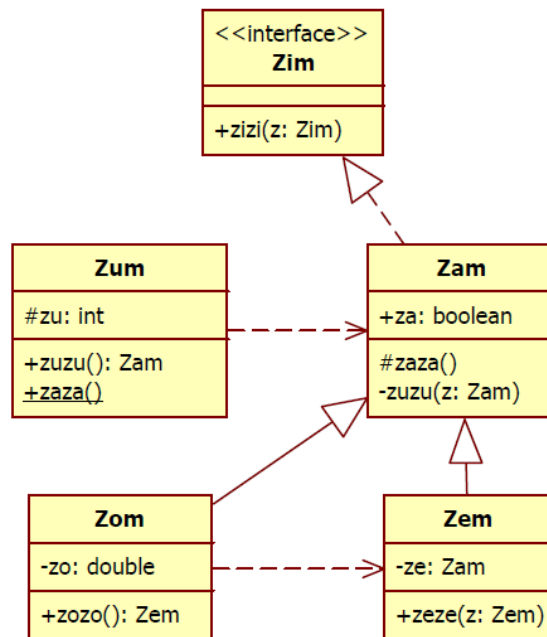 <<interface>>
Zim
+zizi(z: Zim)
Zum
#zu: int
+zuzu(): Zam
+zaza()
Zam
+za: boolean
#zaza()
-zuzu(z: Zam)
Zom
-zo: double
+zozo(): Zem
Zem
-ze: Zam
+zeze(z: Zem)